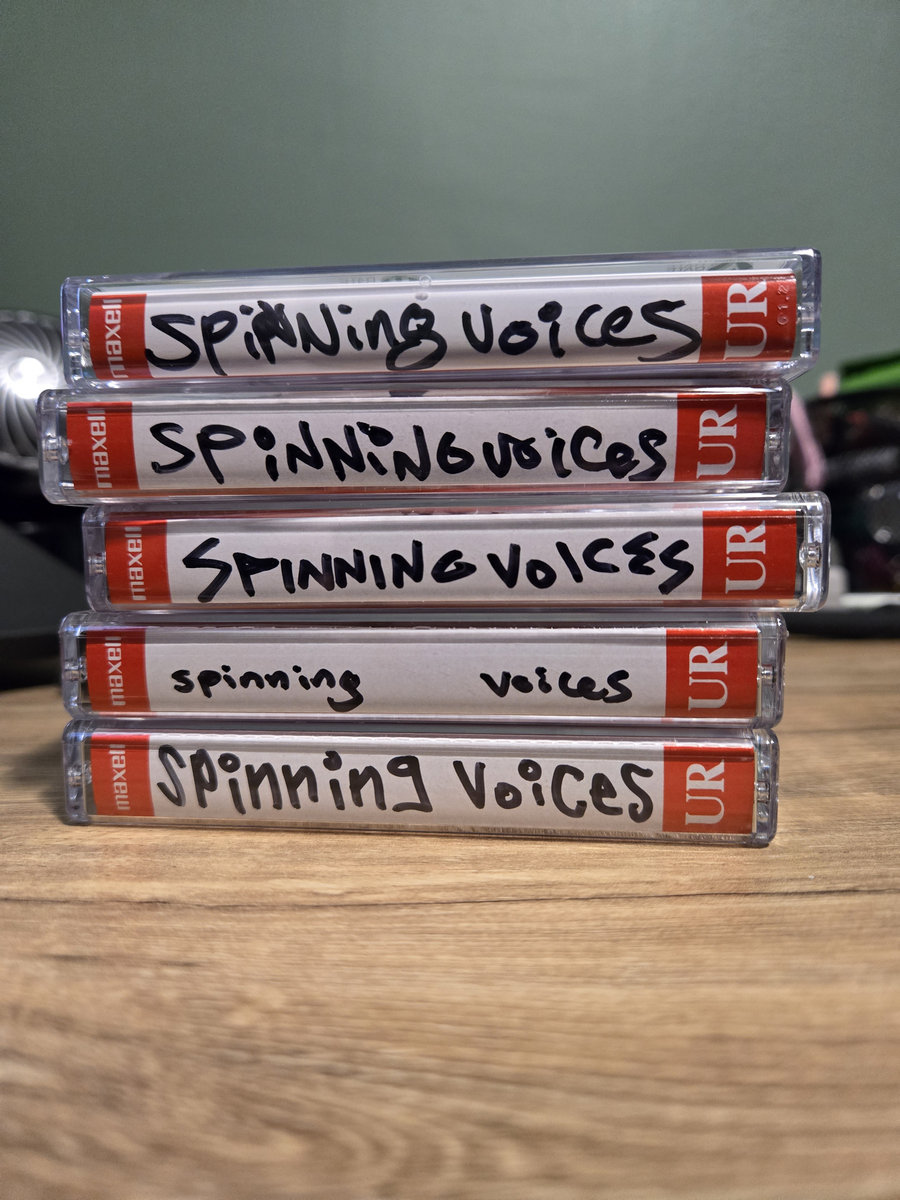 maxell SpiNNing Voices UR
maxell SPiNNiNG VOiCes UR
maxell SPINNING VOICES UR
maxell spinning voices UR
maxell Spinning Voices UR